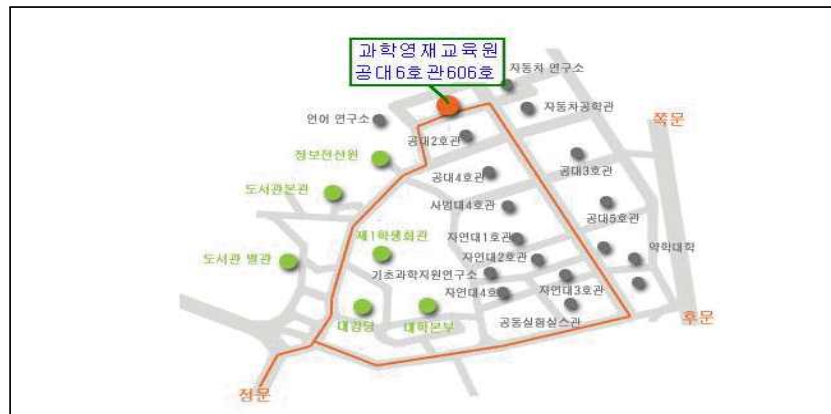 과학영재교육원
공대6호관606호
자동차 연구소
자동차공학관
언어 연구소
쪽문
공대2호관
정보전산원
공대3호관
공대4호관
도서관본관
사범대4호관
공대5호관
제1학생회관
자연대1호관
약학대학
도서관 별관
자연대2호관
기초과학지원연구소
자연대3호관
자연대4호
대강당
대학본부
공동실험실스관
후문
정문